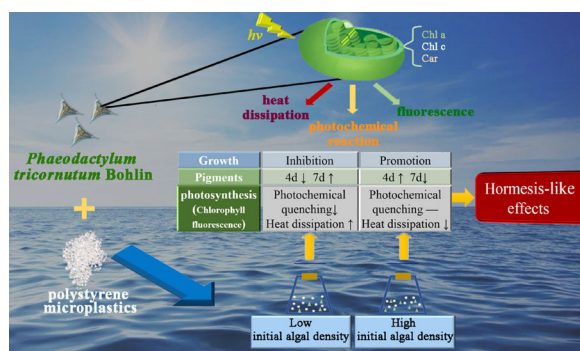 hv
Chl a
Chl c
Car
heat
dissipation
photochemical
reaction
fluorescence
Phaeodactylum
tricornutum Bohlin
polystyrene
microplastics
Growth Inhibition Promotion
Pigments 4d ↓ 7d ↑ 4d ↑ 7d↓
photosynthesis
(Chlorophyll
fluorescence)
Photochemical
quenching↓
Heat dissipation ↑
Photochemical
quenching —
Heat dissipation ↓
Hormesis-like
effects
Low
initial algal density
High
initial algal density